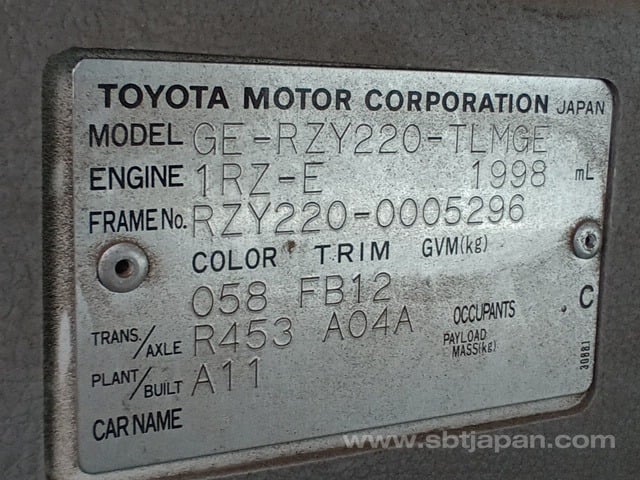 TOYOTA MOTOR CORPORATION JAPAN
MODEL GE-RZY220-TLMGE
ENGINE 1RZ-E 1998 mL
FRAME No. RZY220-0005296
COLOR TRIM GVM(kg)
058 FB12
C
TRANS./AXLE R453 A04A OCCUPANTS
PAYLOAD MASS(kg)
PLANT/BUILT A11
30881
CAR NAME
www.sbtjapan.com